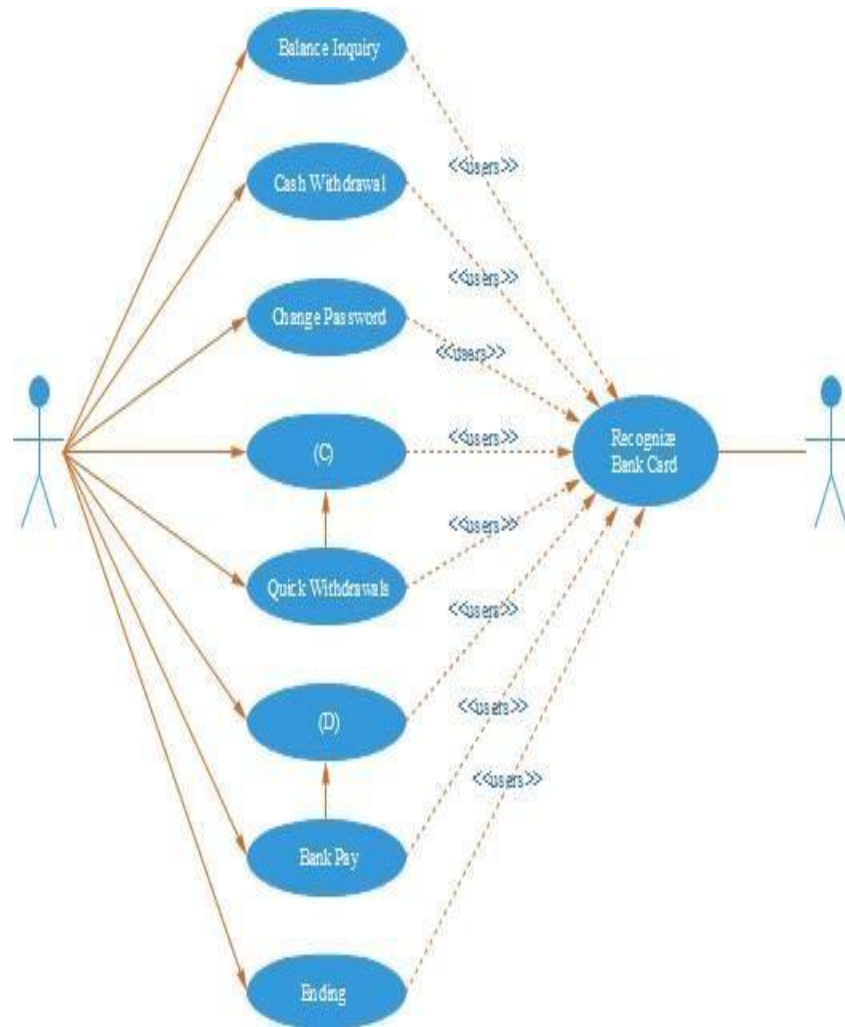 Balance Inquiry
<<users>>
Cash Withdrawal
<<users>>
Change Password
<<users>>
(C)
<<users>>
Recognize
Bank Card
Quick Withdrawals
<<users>>
<<users>>
(D)
<<users>>
<<users>>
Bank Pay
Ending